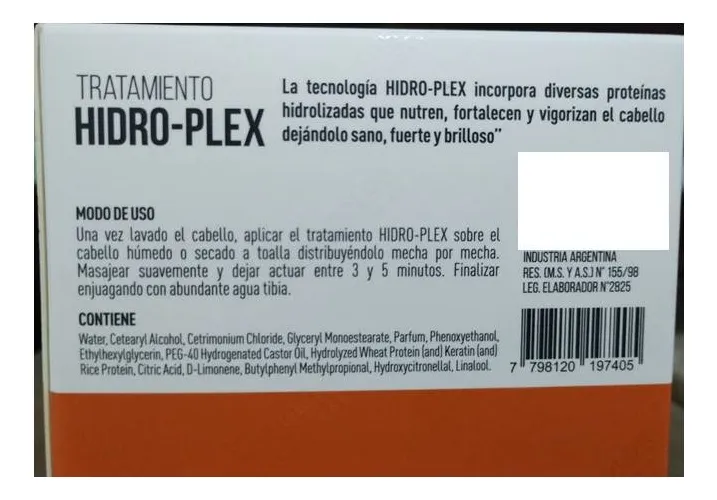 TRATAMIENTO
HIDRO-PLEX
La tecnología HIDRO-PLEX incorpora diversas proteínas
hidrolizadas que nutren, fortalecen y vigorizan el cabello
dejándolo sano, fuerte y brilloso"
MODO DE USO
Una vez lavado el cabello, aplicar el tratamiento HIDRO-PLEX sobre el
cabello húmedo o secado a toalla distribuyéndolo mecha por mecha.
Masajear suavemente y dejar actuar entre 3 y 5 minutos. Finalizar
enjuagando con abundante agua tibia.
CONTIENE
Water, Cetearyl Alcohol, Cetrimonium Chloride, Glyceryl Monoestearate, Parfum, Phenoxyethanol,
Ethylhexylglycerin, PEG-40 Hydrogenated Castor Oil, Hydrolyzed Wheat Protein (and) Keratin (and)
Rice Protein, Citric Acid, D-Limonene, Butylphenyl Methylpropional, Hydroxycitronellal, Linalool.
INDUSTRIA ARGENTINA
RES. (M.S. Y A.S.) N° 155/98
LEG. ELABORADOR N°2825
7 798120 197405